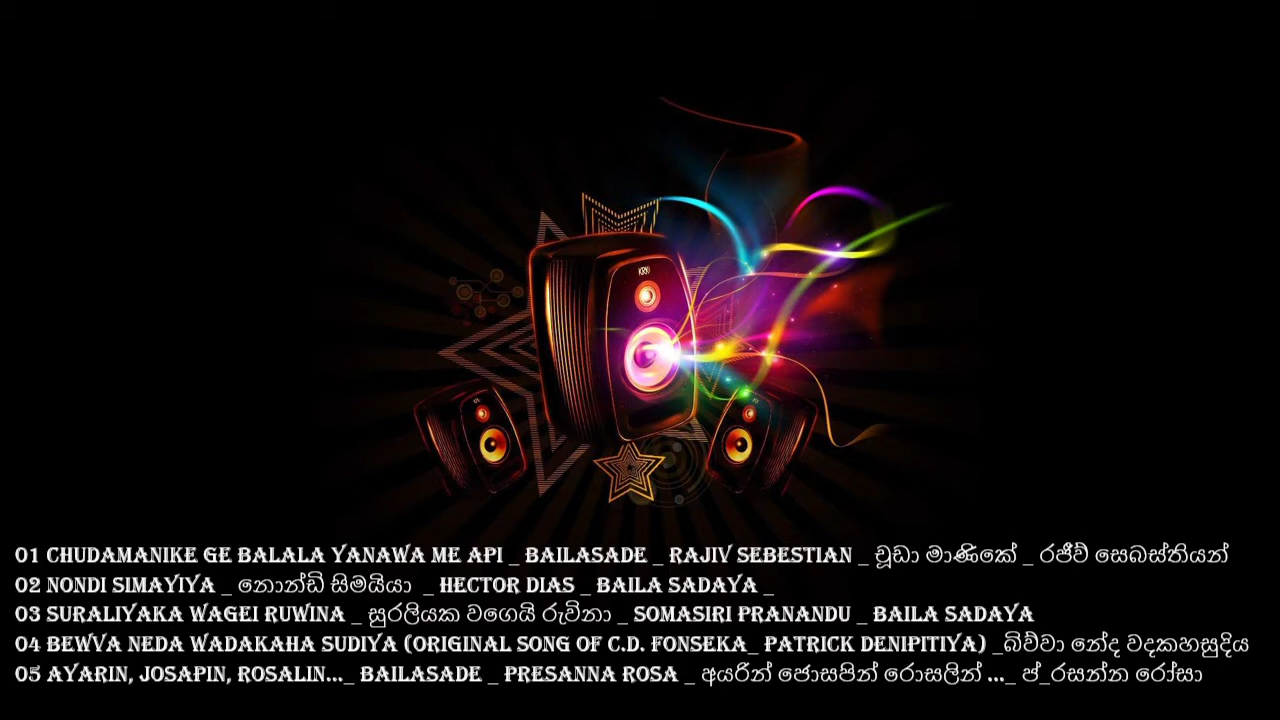 KRK
01 CHUDAMANIKE GE BALALA YANAWA ME API _ BAILASADE _ RAJIV SEBESTIAN _ චූඩා මාණිකේ _ රජීව් සෙබස්තියන්
02 NONDI SIMAYIYA _ නොන්ඩි සිමයියා _ HECTOR DIAS _ BAILA SADAYA _
03 SURALIYAKA WAGEI RUWINA _ සුරලියක වගෙයි රුවිනා _ SOMASIRI PRANANDU _ BAILA SADAYA
04 BEWVA NEDA WADAKAHA SUDIYA (ORIGINAL SONG OF C.D. FONSEKA_ PATRICK DENIPITIYA) _බිව්වා නේද වදකහසුදිය
05 AYARIN, JOSAPIN, ROSALIN..._ BAILASADE _ PRESANNA ROSA _ අයරින් ජොසපින් රොසලින් ..._ ප්_රසන්න රෝසා